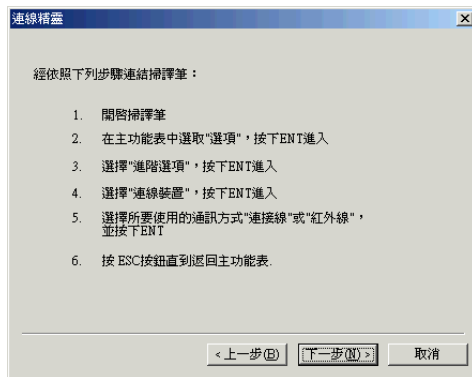 連線精靈
經依照下列步驟連結掃譯筆：
1. 開啟掃譯筆
2. 在主功能表中選取"選項"，按下ENT進入
3. 選擇"進階選項"，按下ENT進入
4. 選擇"連線裝置"，按下ENT進入
5. 選擇所要使用的通訊方式"連接線"或"紅外線"，
並按下ENT
6. 按 ESC按鈕直到返回主功能表.
<上一步(B) 下一步(N)> 取消